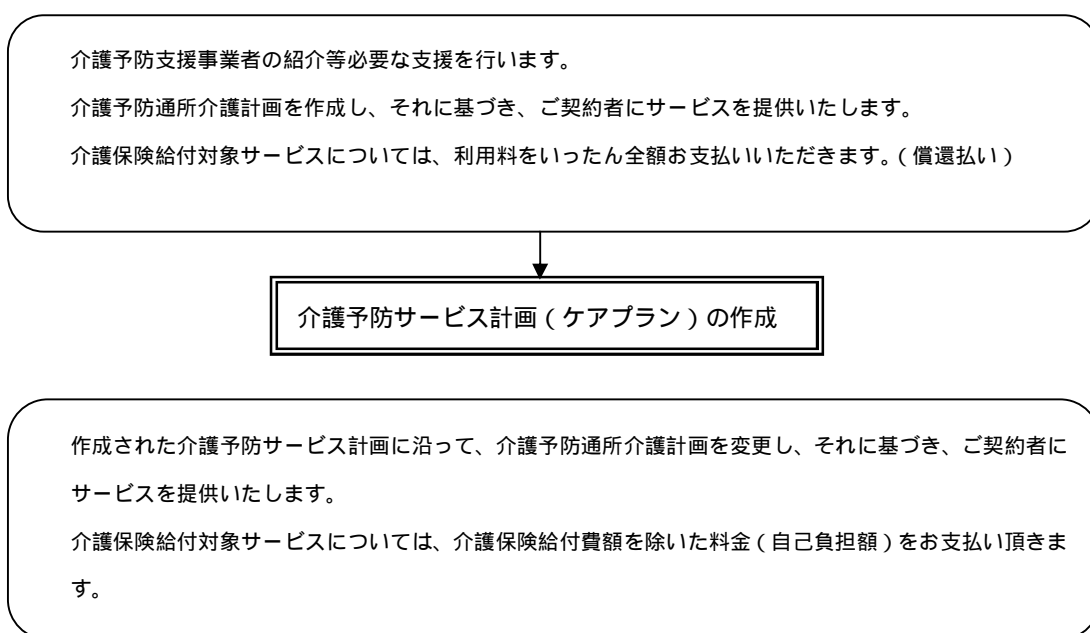 介護予防支援事業者の紹介等必要な支援を行います。
介護予防通所介護計画を作成し、それに基づき、ご契約者にサービスを提供いたします。
介護保険給付対象サービスについては、利用料をいったん全額お支払いいただきます。(償還払い)
介護予防サービス計画(ケアプラン)の作成
作成された介護予防サービス計画に沿って、介護予防通所介護計画を変更し、それに基づき、ご契約者に
サービスを提供いたします。
介護保険給付対象サービスについては、介護保険給付費額を除いた料金(自己負担額)をお支払い頂きま
す。